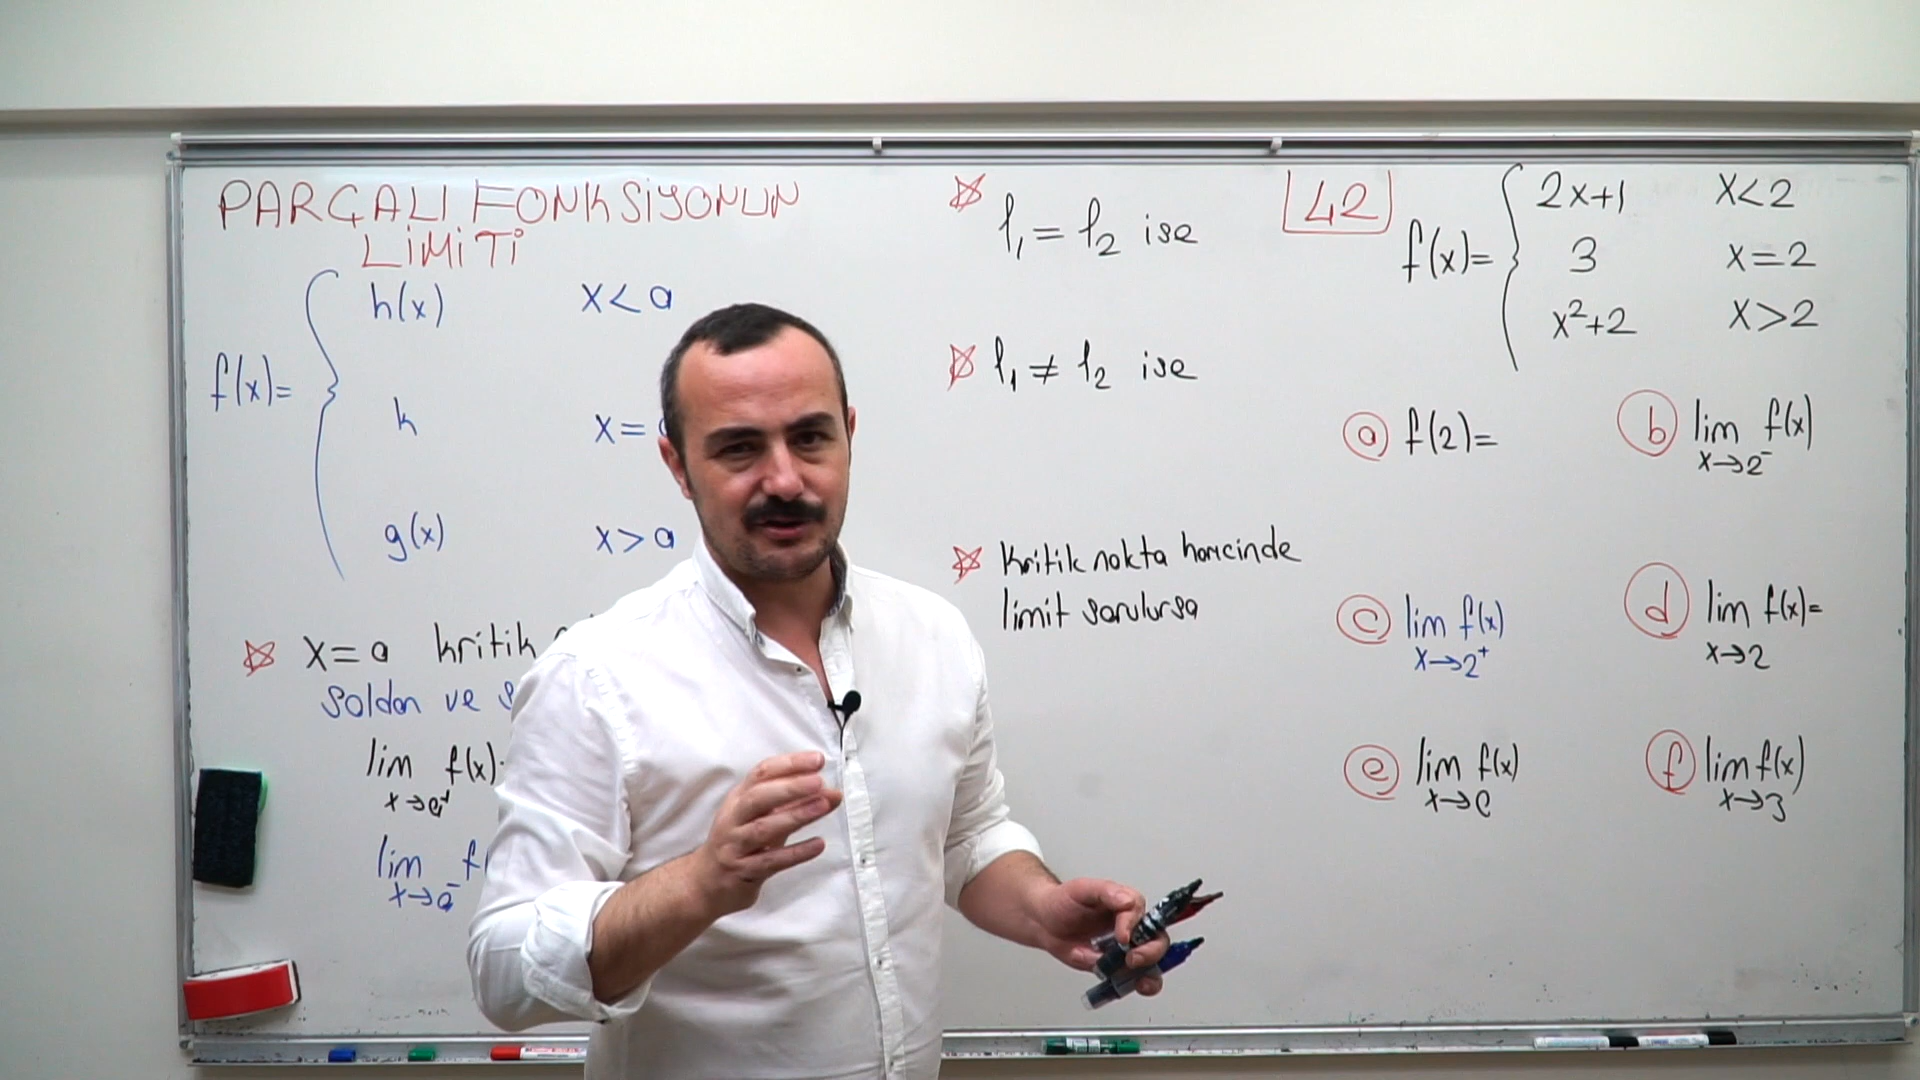 PARÇALI FONKSİYONUN
LİMİTİ
f(x)=
h(x) x<a
k x=
g(x) x>a
x=a kritik
Soldan ve
lim f(x)
x→a⁺
lim f(
x→a⁻
l₁ = l₂ ise
l₁ ≠ l₂ ise
Kritik nokta haricinde
limit sorulursa
42
f(x)=
2x+1 x<2
3 x=2
x²+2 x>2
a f(2)=
b lim f(x)
x→2⁻
c lim f(x)
x→2⁺
d lim f(x)=
x→2
e lim f(x)
x→0
f lim f(x)
x→3